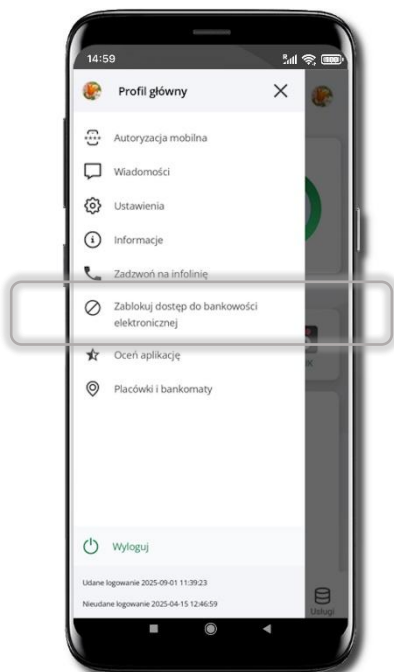 14:59
Profil główny
Autoryzacja mobilna
Wiadomości
Ustawienia
Informacje
Zadzwoń na infolinię
Zablokuj dostęp do bankowości
elektronicznej
Oceń aplikację
Placówki i bankomaty
Wyloguj
Udane logowanie 2025-09-01 11:39:23
Nieudane logowanie 2025-04-15 12:46:59
Usługi